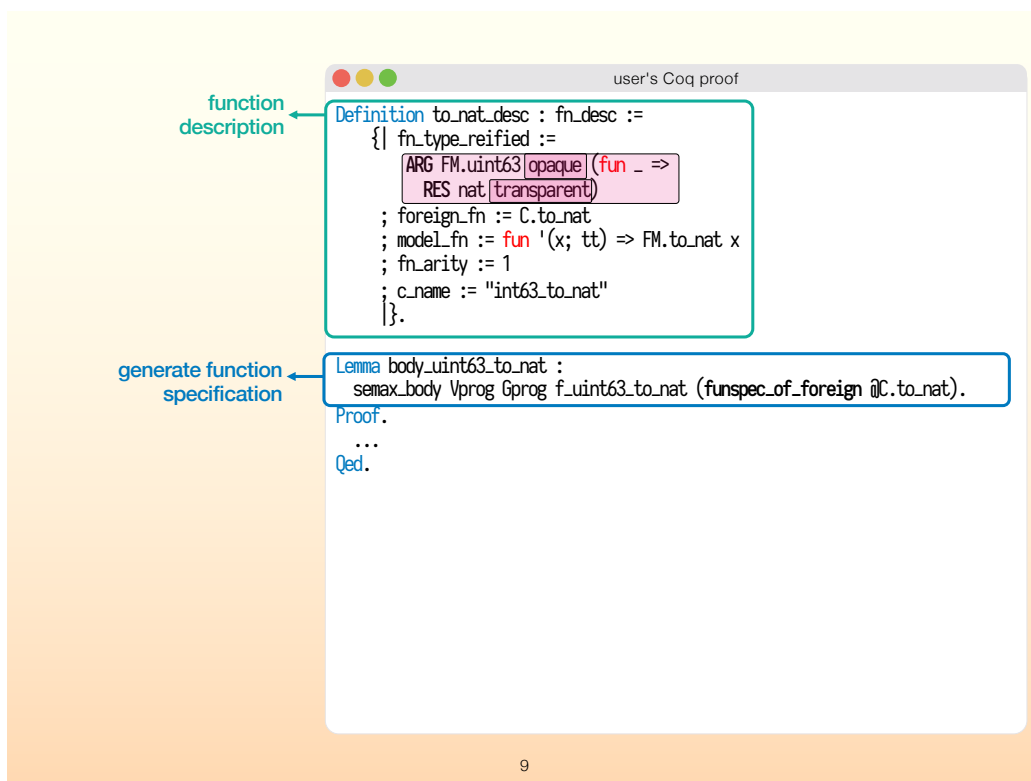 user's Coq proof
function
description
Definition to_nat_desc : fn_desc :=
{| fn_type_reified :=
ARG FM.uint63 opaque (fun _ =>
RES nat transparent)
; foreign_fn := C.to_nat
; model_fn := fun '(x; tt) => FM.to_nat x
; fn_arity := 1
; c_name := "int63_to_nat"
|}.
generate function
specification
Lemma body_uint63_to_nat :
semax_body Vprog Gprog f_uint63_to_nat (funspec_of_foreign @C.to_nat).
Proof.
...
Qed.
9